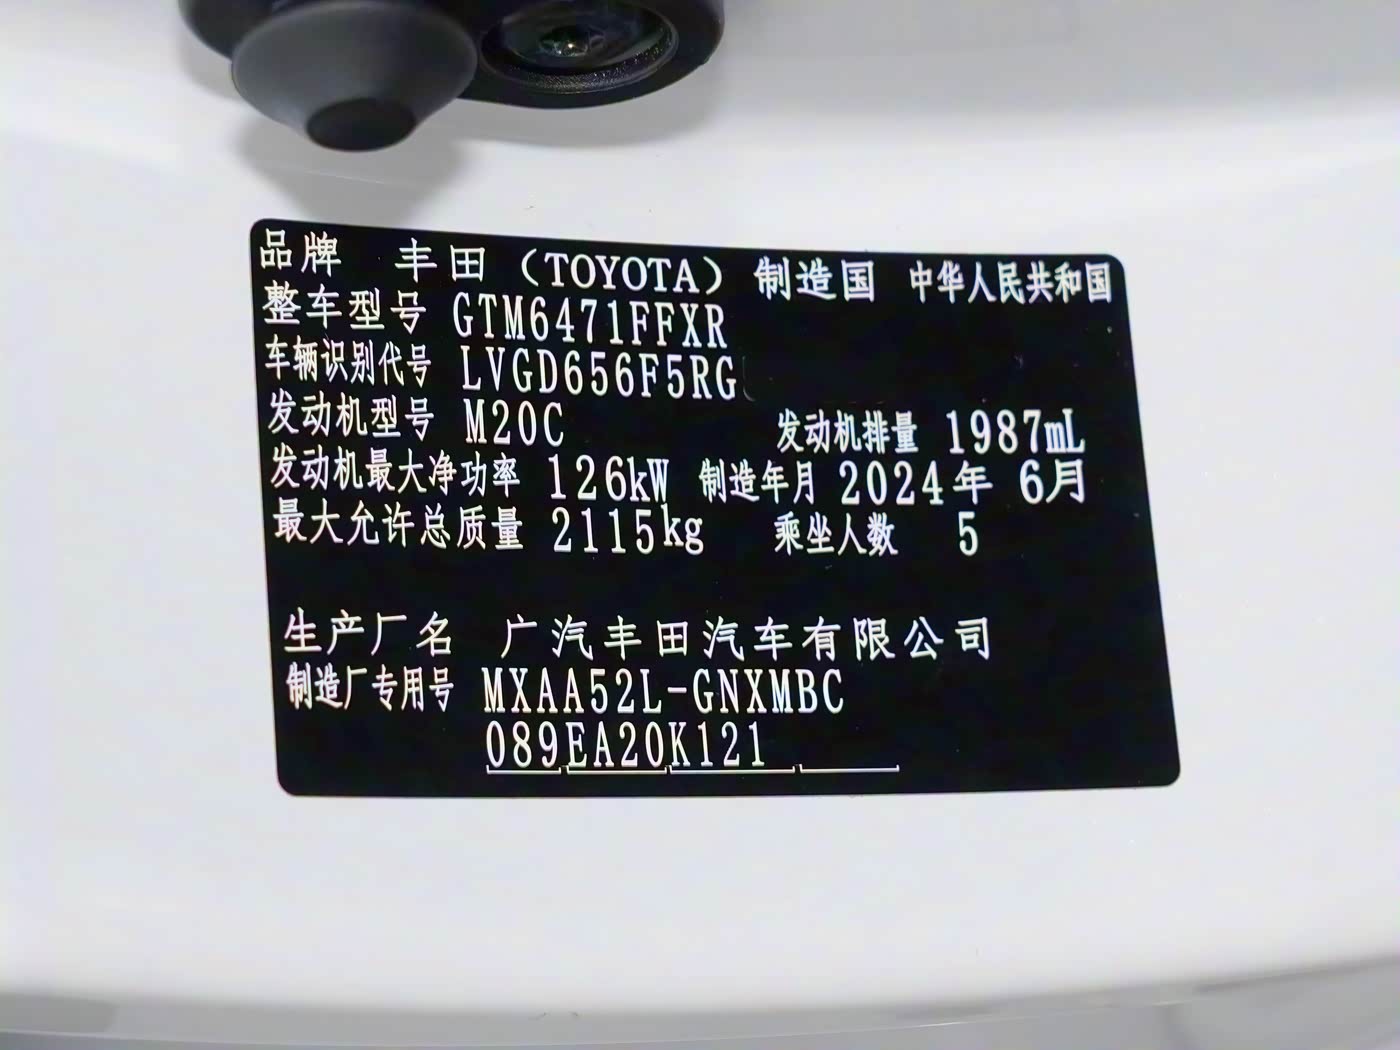 品牌 丰田（TOYOTA） 制造国 中华人民共和国
整车型号 GTM6471FFXR
车辆识别代号 LVGD656F5RG
发动机型号 M20C 发动机排量 1987mL
发动机最大净功率 126kW 制造年月 2024年 6月
最大允许总质量 2115kg 乘坐人数 5
生产厂名 广汽丰田汽车有限公司
制造厂专用号 MXAA52L-GNXMBC
089EA20K121